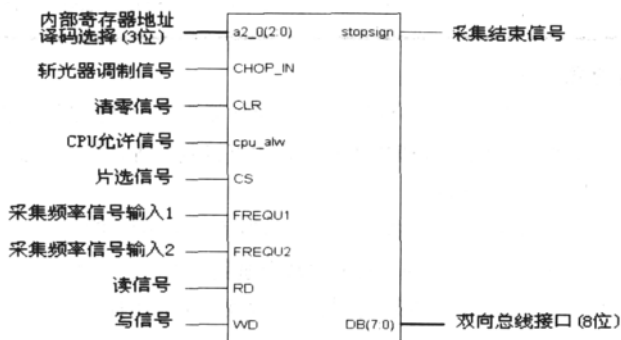 内部寄存器地址
译码选择(3位) a2_0(2:0) stopsign 采集结束信号
斩光器调制信号 CHOP_IN
清零信号 CLR
CPU允许信号 cpu_alw
片选信号 CS
采集频率信号输入1 FREQU1
采集频率信号输入2 FREQU2
读信号 RD
写信号 WD DB(7:0) 双向总线接口(8位)